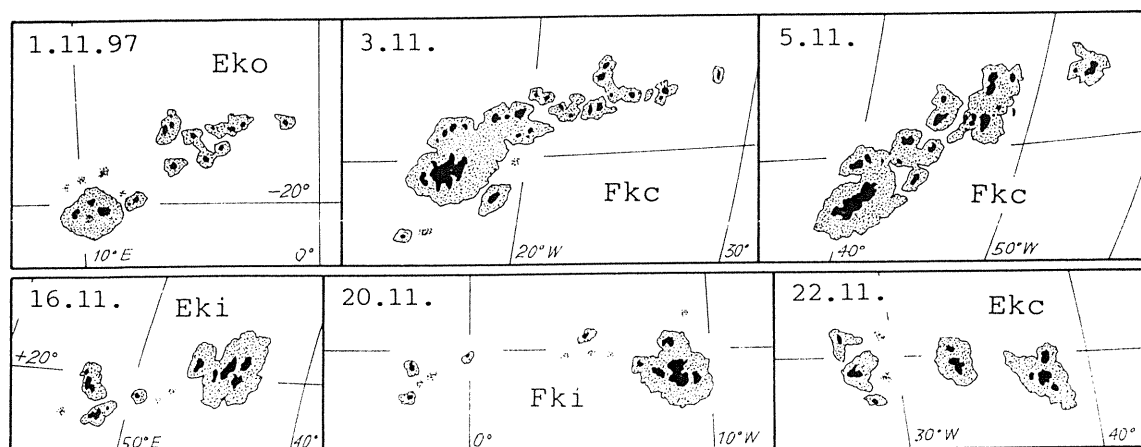 1.11.97
Eko
-20°
10°E
0°
3.11.
Fkc
20°W
30°
5.11.
Fkc
40°
50°W
16.11.
Eki
+20°
50°E
40°
20.11.
Fki
0°
10°W
22.11.
Ekc
30°W
40°